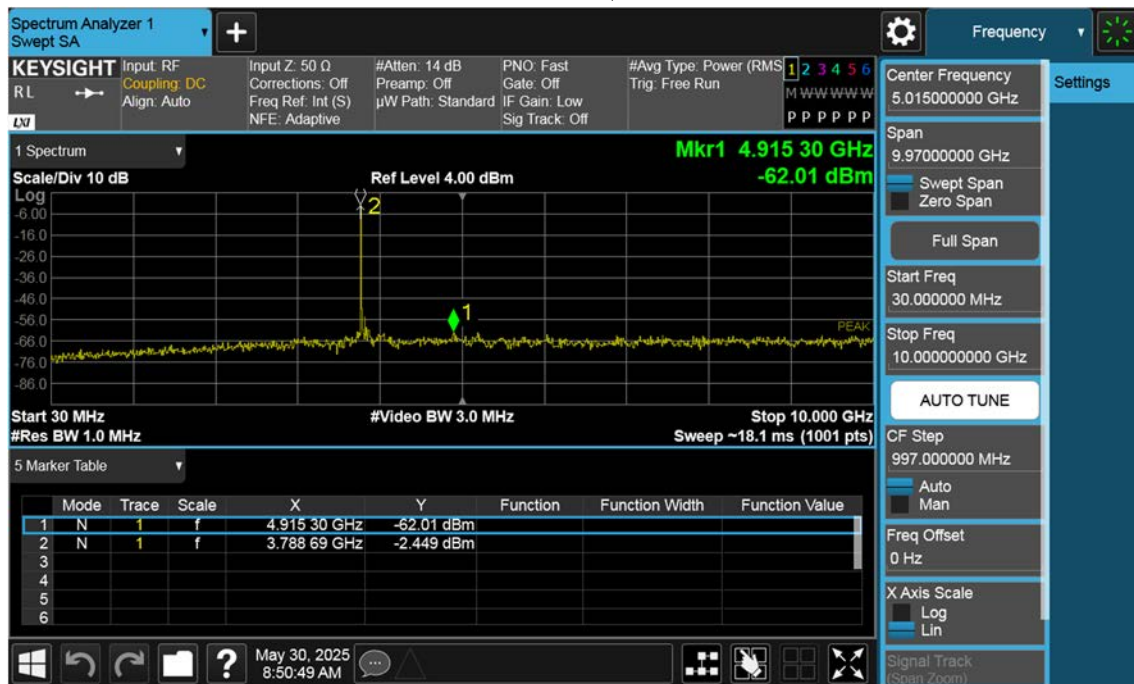 Spectrum Analyzer 1
Swept SA
+
Frequency
KEYSIGHT
RL
LXI
Input: RF
Coupling: DC
Align: Auto
Input Z: 50 Ω
Corrections: Off
Freq Ref: Int (S)
NFE: Adaptive
#Atten: 14 dB
Preamp: Off
µW Path: Standard
PNO: Fast
Gate: Off
IF Gain: Low
Sig Track: Off
#Avg Type: Power (RMS
Trig: Free Run
1 2 3 4 5 6
M W W W W W
P P P P P P
1 Spectrum
Scale/Div 10 dB
Ref Level 4.00 dBm
Mkr1 4.915 30 GHz
-62.01 dBm
Log
-6.00
-16.0
-26.0
-36.0
-46.0
-56.0
-66.0
-76.0
-86.0
2
1
PEAK
Start 30 MHz
#Video BW 3.0 MHz
Stop 10.000 GHz
#Res BW 1.0 MHz
Sweep ~18.1 ms (1001 pts)
5 Marker Table
Mode Trace Scale X Y Function Function Width Function Value
1 N 1 f 4.915 30 GHz -62.01 dBm
2 N 1 f 3.788 69 GHz -2.449 dBm
3
4
5
6
?
May 30, 2025
8:50:49 AM
Center Frequency
5.015000000 GHz
Span
9.97000000 GHz
Swept Span
Zero Span
Full Span
Start Freq
30.000000 MHz
Stop Freq
10.000000000 GHz
AUTO TUNE
CF Step
997.000000 MHz
Auto
Man
Freq Offset
0 Hz
X Axis Scale
Log
Lin
Signal Track
(Span Zoom)
Settings